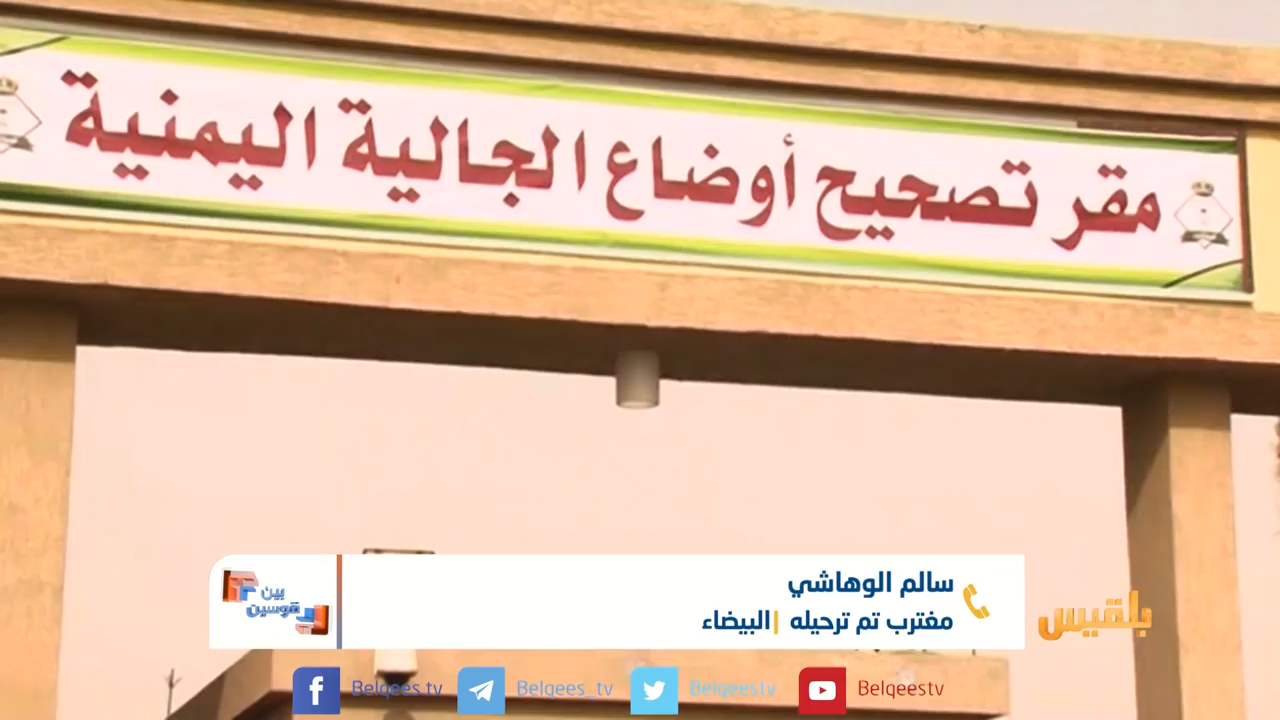 مقر تصحيح أوضاع الجالية اليمنية
سالم الوهاشي
مغترب تم ترحيله | البيضاء
بين قوسين
بلقيس
Belqees.tv
Belqees_tv
Belqeestv
Belqeestv